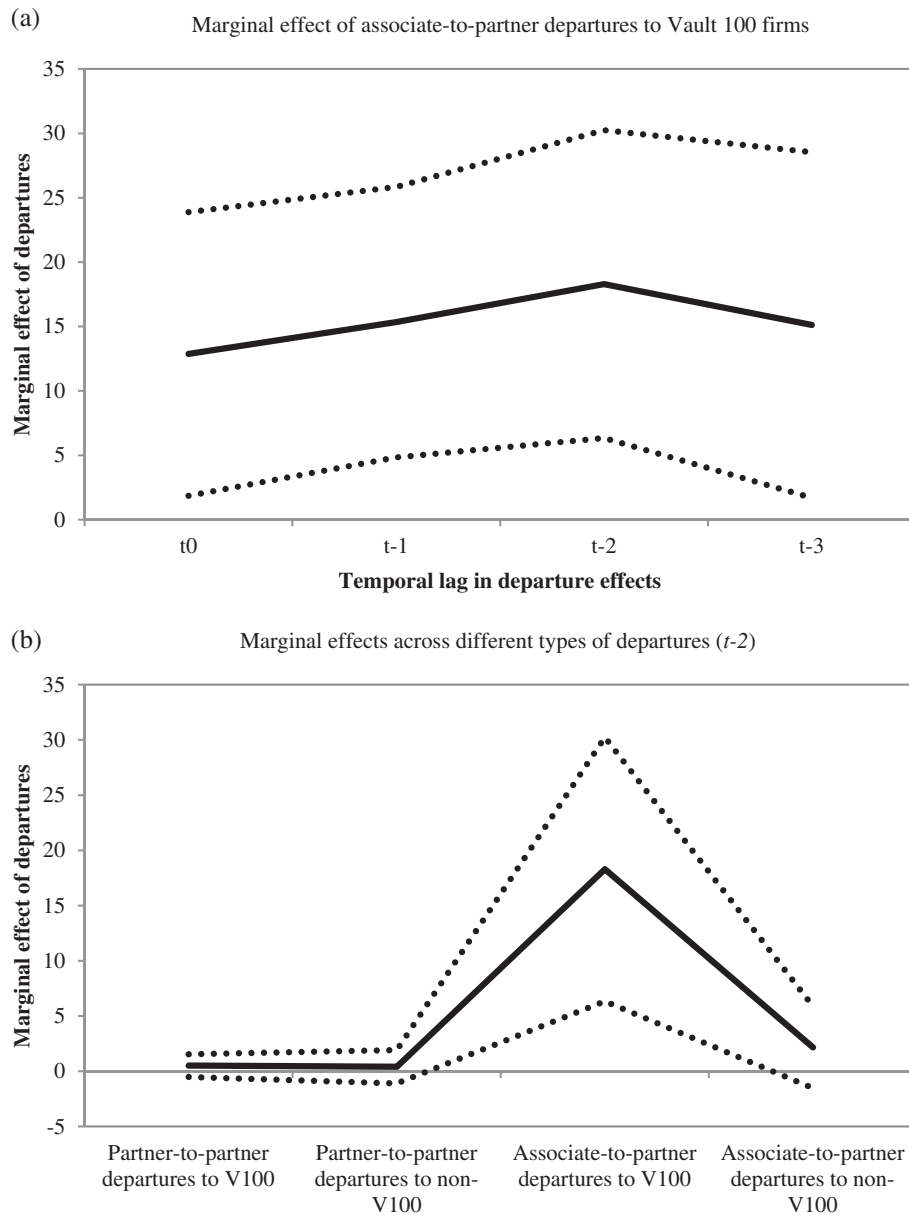 (a)
Marginal effect of associate-to-partner departures to Vault 100 firms
35
30
25
20
15
10
5
0
Marginal effect of departures
t0 t-1 t-2 t-3
Temporal lag in departure effects
(b)
Marginal effects across different types of departures (t-2)
35
30
25
20
15
10
5
0
-5
Marginal effect of departures
Partner-to-partner
departures to V100
Partner-to-partner
departures to non-
V100
Associate-to-partner
departures to V100
Associate-to-partner
departures to non-
V100